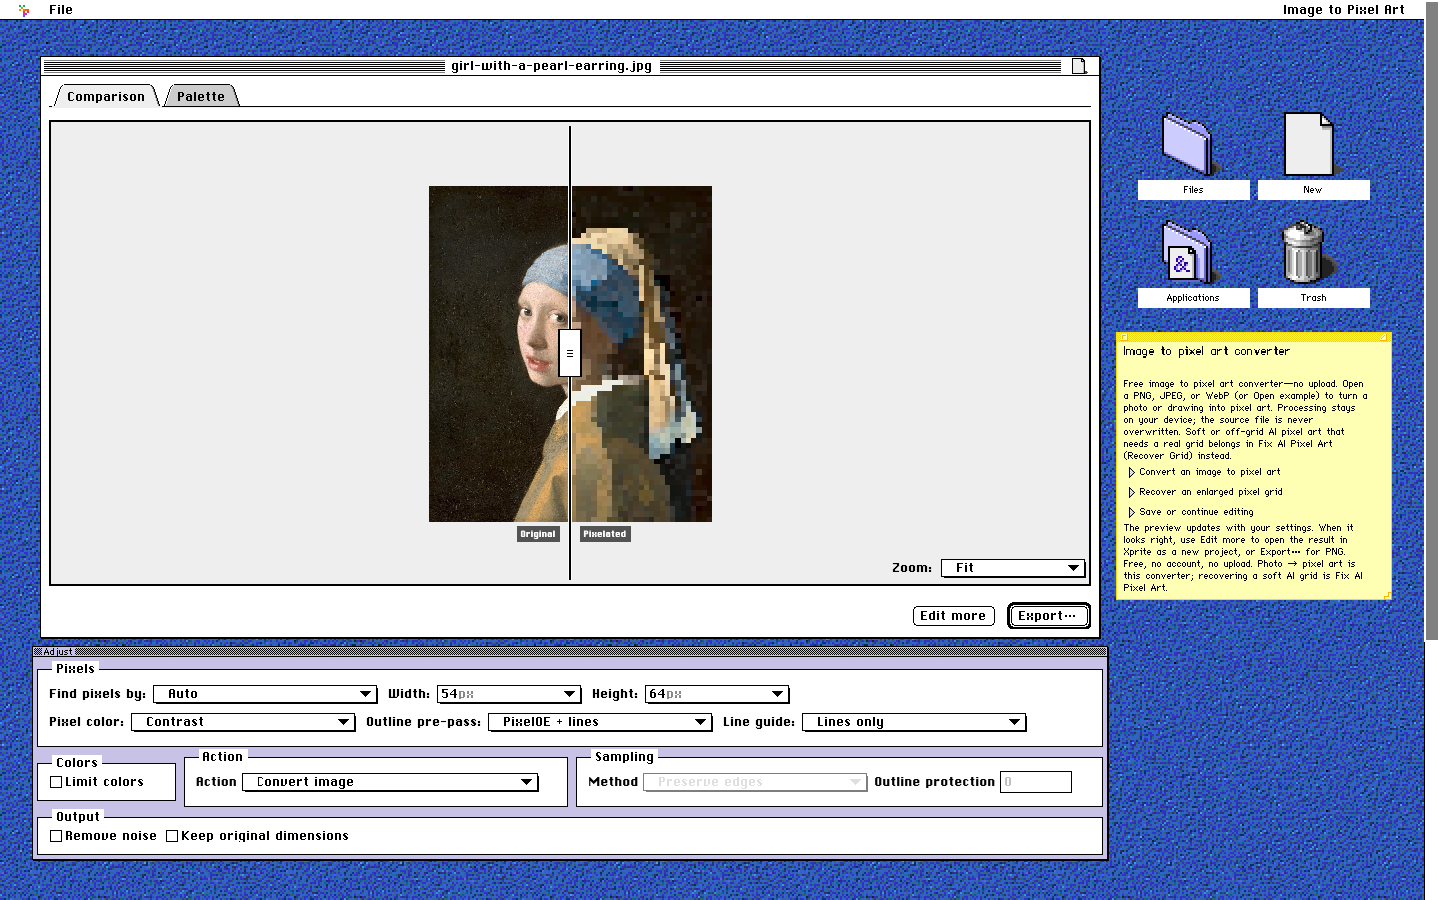 File
Image to Pixel Art
girl-with-a-pearl-earring.jpg
Comparison
Palette
Original
Pixelated
Zoom: Fit
Edit more
Export...
Files
New
Applications
Trash
Image to pixel art converter
Free image to pixel art converter—no upload. Open
a PNG, JPEG, or WebP (or Open example) to turn a
photo or drawing into pixel art. Processing stays
on your device; the source file is never
overwritten. Soft or off-grid AI pixel art that
needs a real grid belongs in Fix AI Pixel Art
(Recover Grid) instead.
Convert an image to pixel art
Recover an enlarged pixel grid
Save or continue editing
The preview updates with your settings. When it
looks right, use Edit more to open the result in
Xprite as a new project, or Export... for PNG.
Free, no account, no upload. Photo → pixel art is
this converter; recovering a soft AI grid is Fix AI
Pixel Art.
Adjust
Pixels
Find pixels by: Auto Width: 54px Height: 64px
Pixel color: Contrast Outline pre-pass: PixelOE + lines Line guide: Lines only
Colors
Limit colors
Action
Action Convert image
Sampling
Method Preserve edges Outline protection 0
Output
Remove noise Keep original dimensions